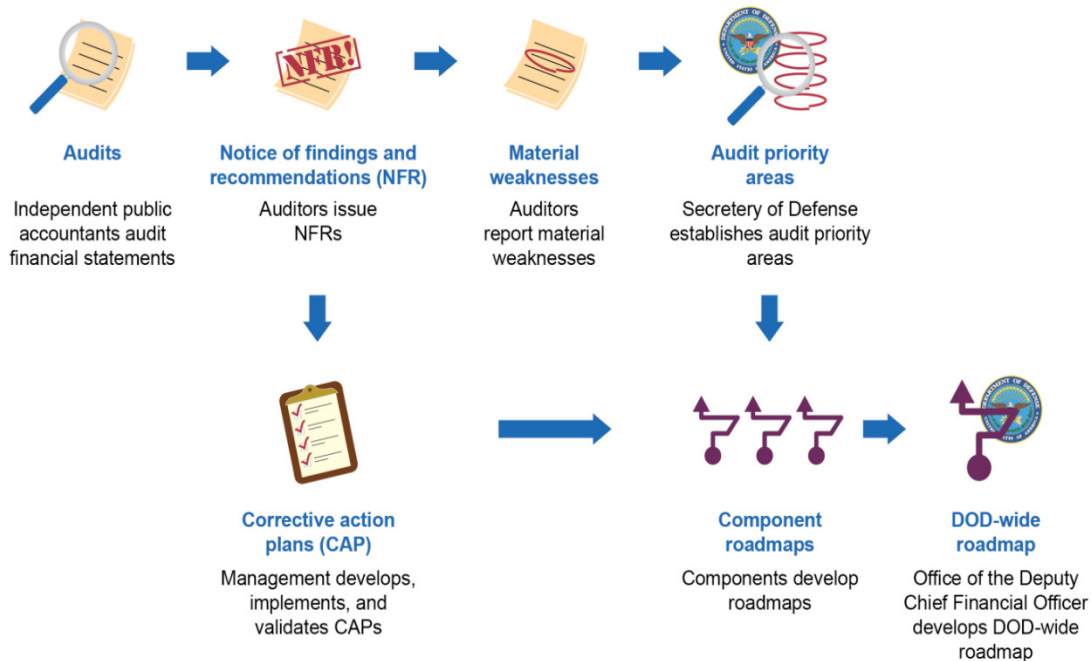 NFR!
Audits
Independent public
accountants audit
financial statements
Notice of findings and
recommendations (NFR)
Auditors issue
NFRs
Material
weaknesses
Auditors
report material
weaknesses
Audit priority
areas
Secretery of Defense
establishes audit priority
areas
Corrective action
plans (CAP)
Management develops,
implements, and
validates CAPs
Component
roadmaps
Components develop
roadmaps
DOD-wide
roadmap
Office of the Deputy
Chief Financial Officer
develops DOD-wide
roadmap